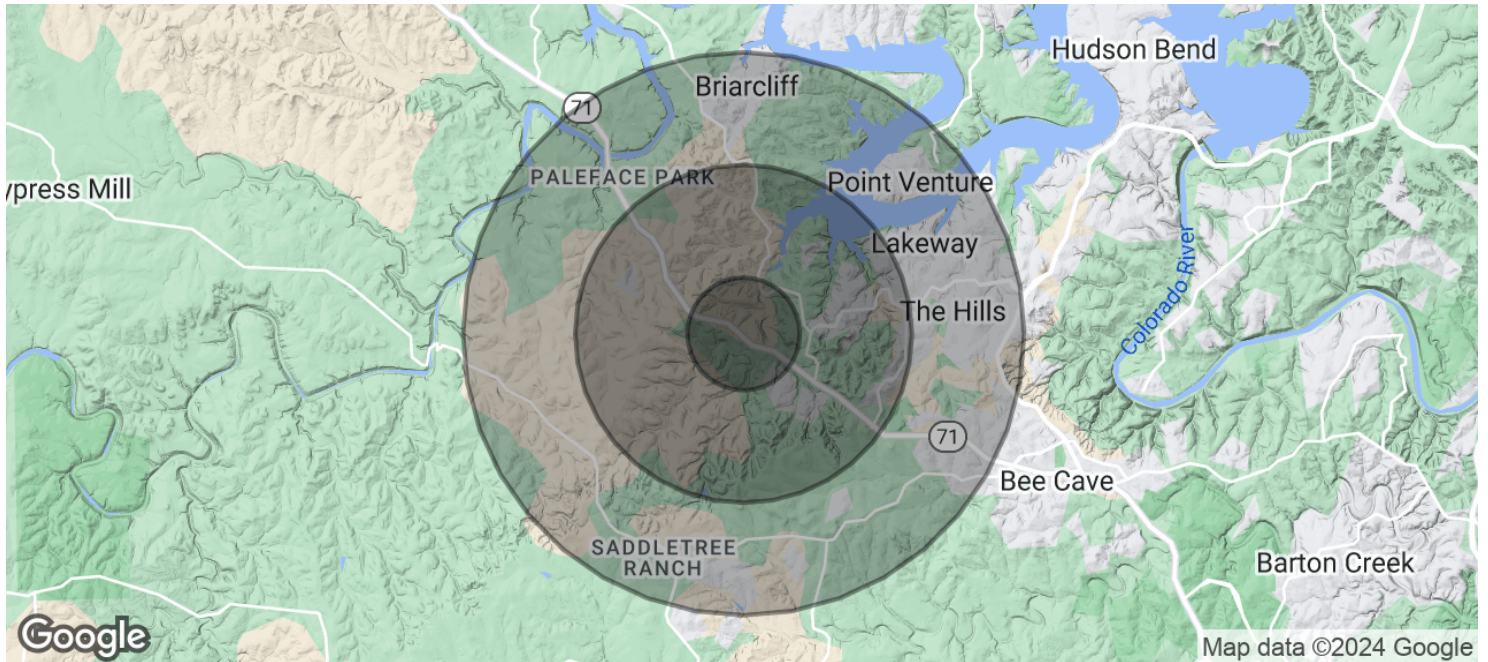 Hudson Bend
Briarcliff
71
PALEFACE PARK
Point Venture
ypress Mill
Lakeway
Colorado River
The Hills
71
Bee Cave
SADDLETREE
RANCH
Barton Creek
Google
Map data ©2024 Google